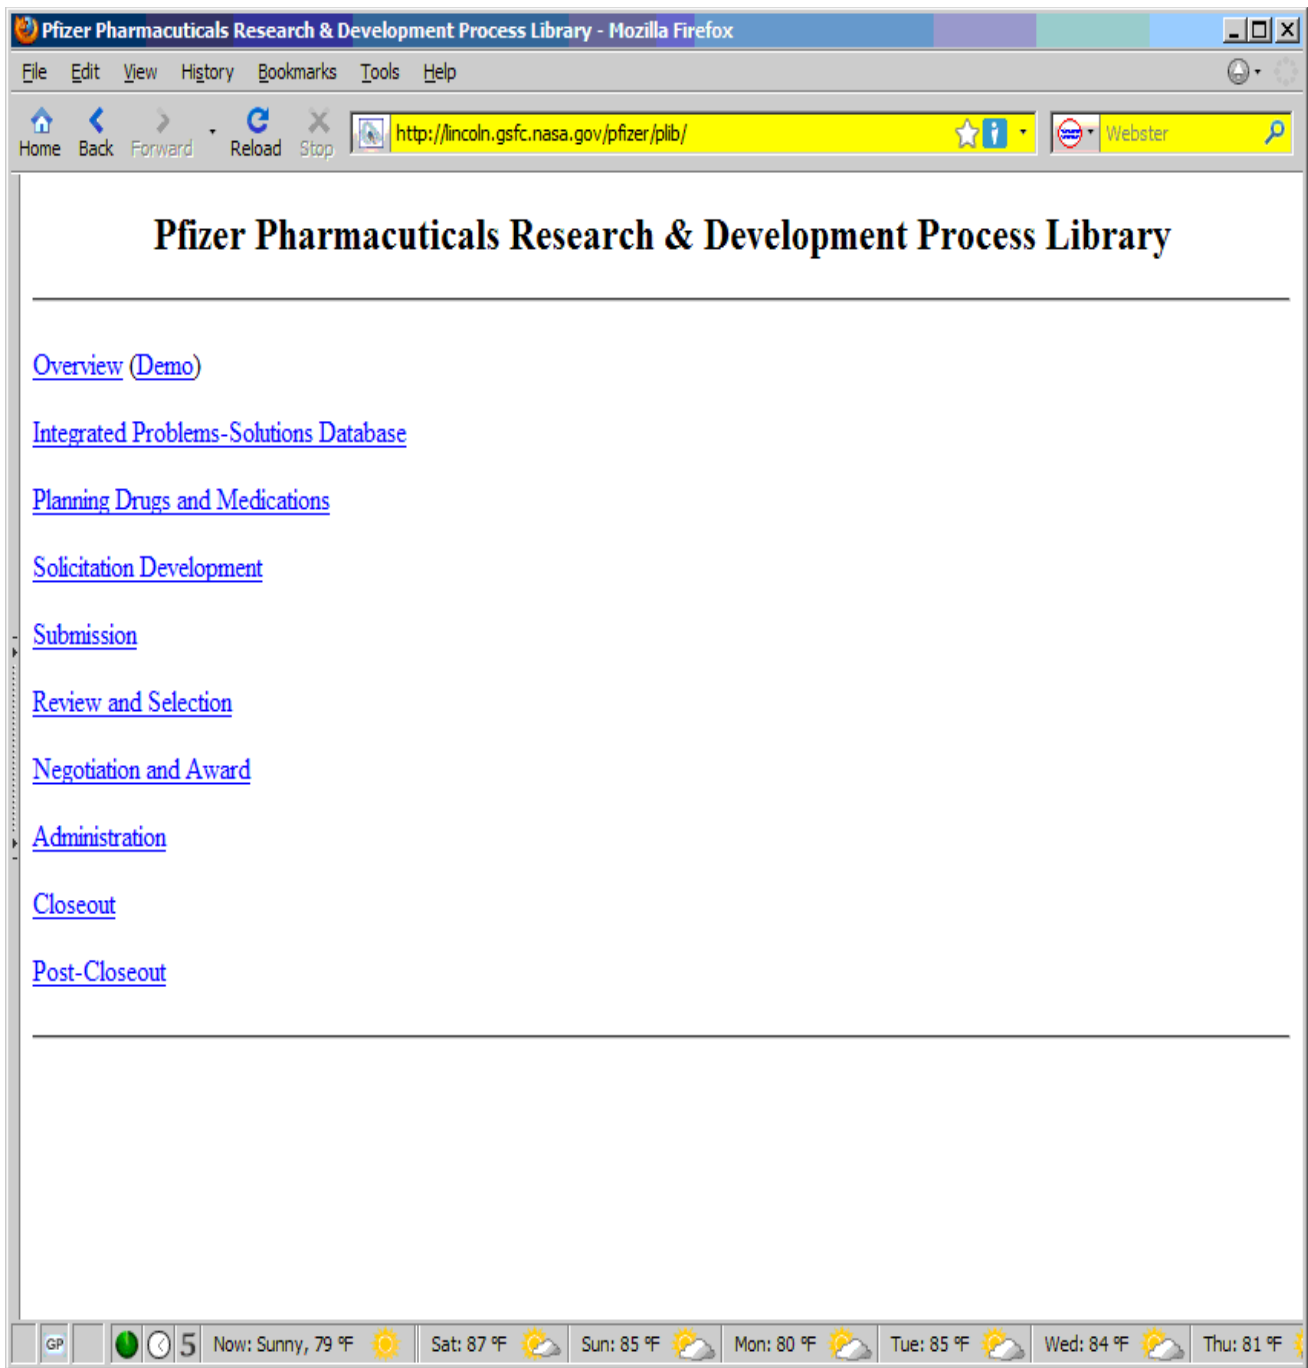 Pfizer Pharmacuticals Research & Development Process Library - Mozilla Firefox
File Edit View History Bookmarks Tools Help
Home Back Forward Reload Stop http://lincoln.gsfc.nasa.gov/pfizer/plib/ Webster
Pfizer Pharmacuticals Research & Development Process Library
Overview (Demo)
Integrated Problems-Solutions Database
Planning Drugs and Medications
Solicitation Development
Submission
Review and Selection
Negotiation and Award
Administration
Closeout
Post-Closeout
GP 5 Now: Sunny, 79 °F Sat: 87 °F Sun: 85 °F Mon: 80 °F Tue: 85 °F Wed: 84 °F Thu: 81 °F